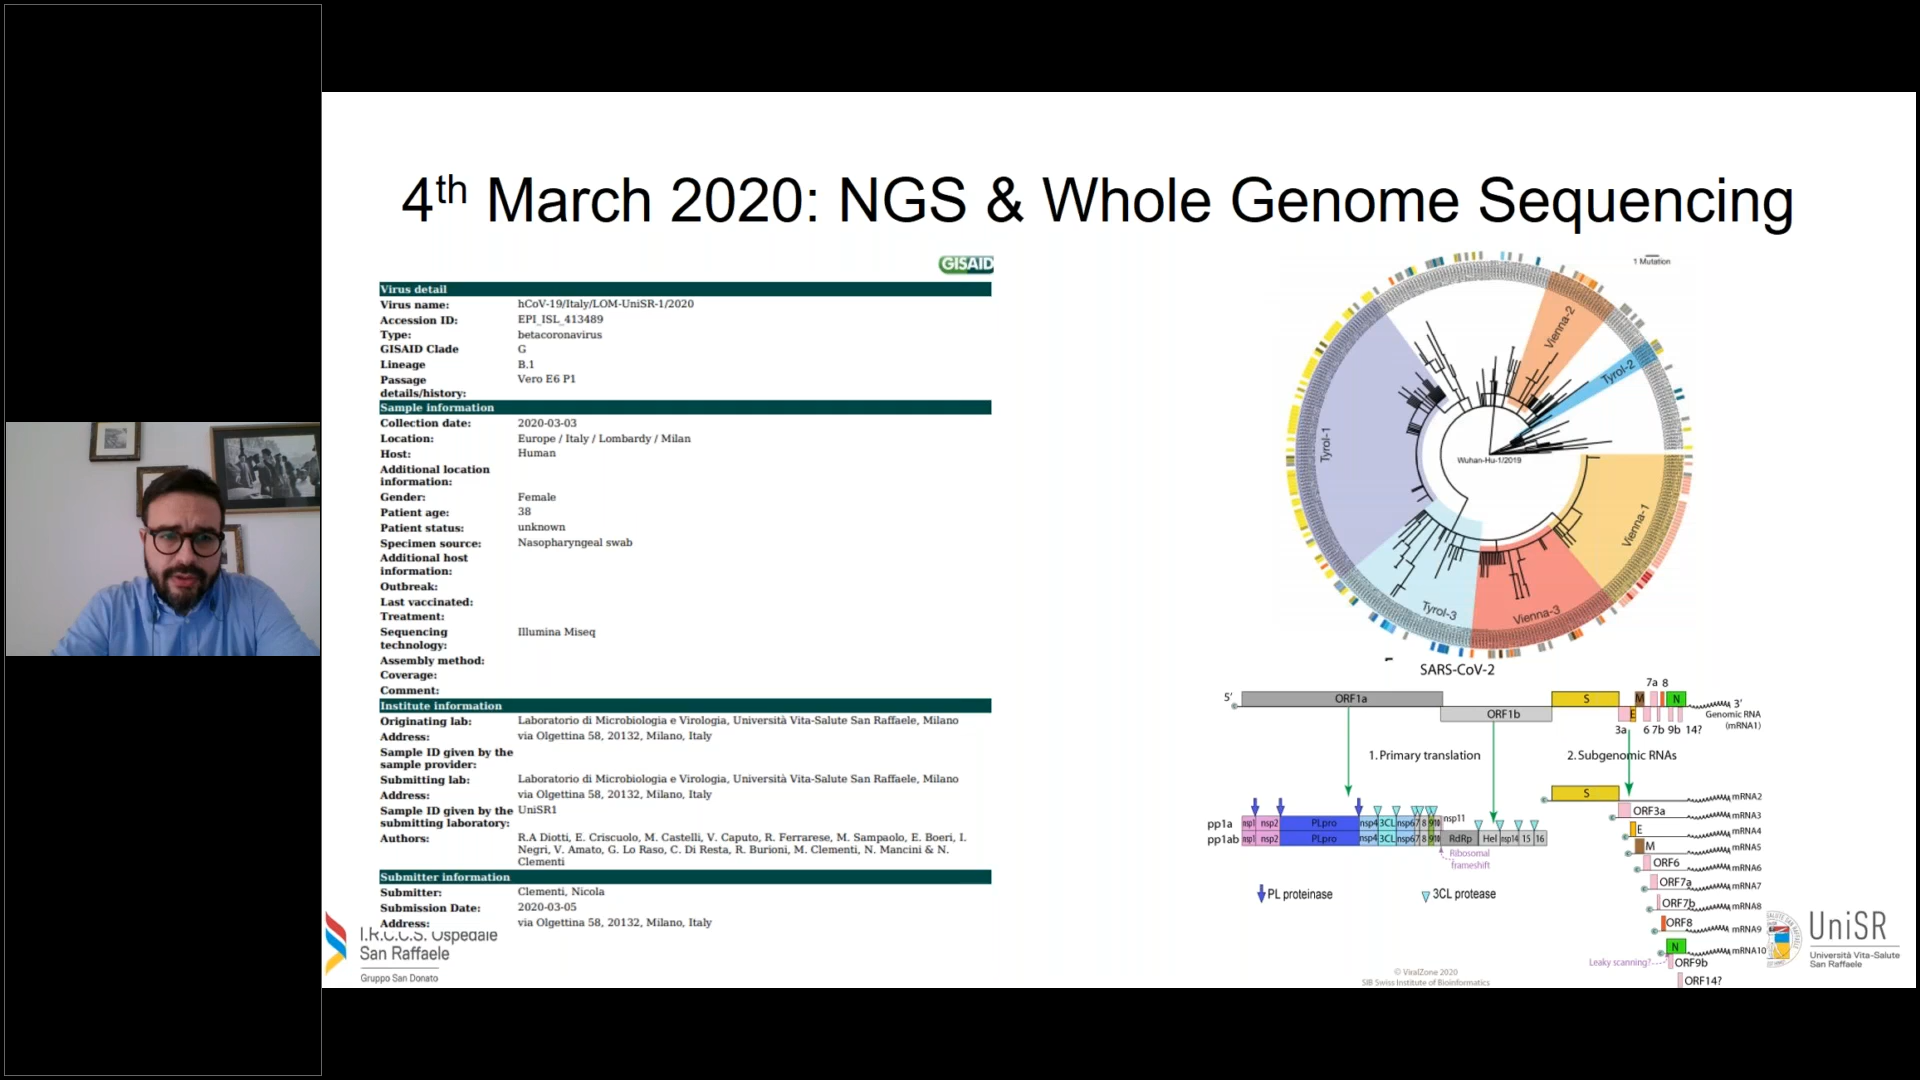 4th March 2020: NGS & Whole Genome Sequencing
GISAID
Virus detail
Virus name: hCoV-19/Italy/LOM-UniSR-1/2020
Accession ID: EPI_ISL_413489
Type: betacoronavirus
GISAID Clade G
Lineage B.1
Passage Vero E6 P1
details/history:
Sample information
Collection date: 2020-03-03
Location: Europe / Italy / Lombardy / Milan
Host: Human
Additional location
information:
Gender: Female
Patient age: 38
Patient status: unknown
Specimen source: Nasopharyngeal swab
Additional host
information:
Outbreak:
Last vaccinated:
Treatment:
Sequencing Illumina Miseq
technology:
Assembly method:
Coverage:
Comment:
Institute information
Originating lab: Laboratorio di Microbiologia e Virologia, Università Vita-Salute San Raffaele, Milano
Address: via Olgettina 58, 20132, Milano, Italy
Sample ID given by the
sample provider:
Submitting lab: Laboratorio di Microbiologia e Virologia, Università Vita-Salute San Raffaele, Milano
Address: via Olgettina 58, 20132, Milano, Italy
Sample ID given by the UniSR1
submitting laboratory:
Authors: R.A Diotti, E. Criscuolo, M. Castelli, V. Caputo, R. Ferrarese, M. Sampaolo, E. Boeri, I.
Negri, V. Amato, G. Lo Raso, C. Di Resta, R. Burioni, M. Clementi, N. Mancini & N.
Clementi
Submitter information
Submitter: Clementi, Nicola
Submission Date: 2020-03-05
Address: via Olgettina 58, 20132, Milano, Italy
I.R.C.C.S. Ospedale
San Raffaele
Gruppo San Donato
1 Mutation
Vienna-2
Tyrol-2
Tyrol-1
Wuhan-Hu-1/2019
Vienna-1
Tyrol-3
Vienna-3
SARS-CoV-2
7a 8
5' ORF1a S M N 3'
ORF1b E Genomic RNA
(mRNA1)
3a 6 7b 9b 14?
1. Primary translation
2. Subgenomic RNAs
S mRNA2
ORF3a mRNA3
E mRNA4
M mRNA5
ORF6 mRNA6
ORF7a mRNA7
ORF7b mRNA8
ORF8 mRNA9
N mRNA10
Leaky scanning? ORF9b
ORF14?
nsp11
pp1a nsp1 nsp2 PLpro nsp4 3CL nsp6 7 8 9 10
pp1ab nsp1 nsp2 PLpro nsp4 3CL nsp6 7 8 9 10 RdRp Hel nsp14 15 16
Ribosomal
frameshift
PL proteinase
3CL protease
© ViralZone 2020
SIB Swiss Institute of Bioinformatics
UniSR
Università Vita-Salute
San Raffaele